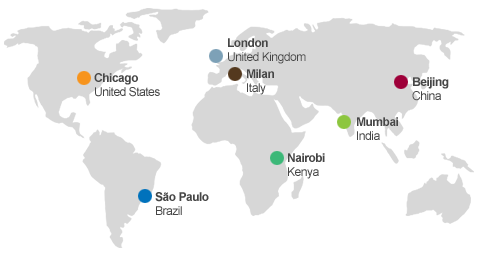 London
United Kingdom
Chicago
United States
Milan
Italy
Beijing
China
Mumbai
India
Nairobi
Kenya
São Paulo
Brazil